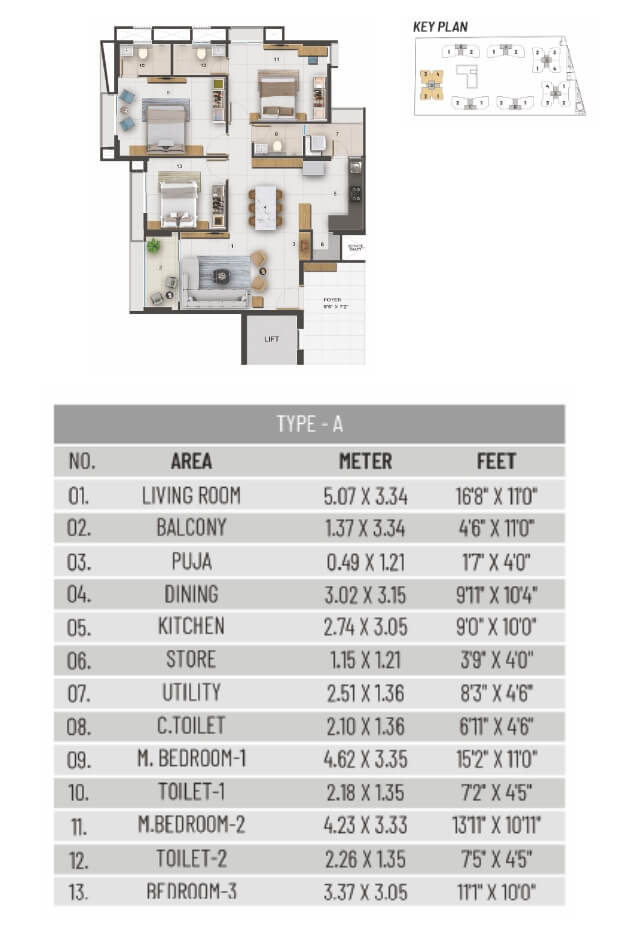 KEY PLAN
FOYER
LIFT
TYPE - A
NO. AREA METER FEET
01. LIVING ROOM 5.07 X 3.34 16'8" X 11'0"
02. BALCONY 1.37 X 3.34 4'6" X 11'0"
03. PUJA 0.49 X 1.21 1'7" X 4'0"
04. DINING 3.02 X 3.15 9'11" X 10'4"
05. KITCHEN 2.74 X 3.05 9'0" X 10'0"
06. STORE 1.15 X 1.21 3'9" X 4'0"
07. UTILITY 2.51 X 1.36 8'3" X 4'6"
08. C.TOILET 2.10 X 1.36 6'11" X 4'6"
09. M. BEDROOM-1 4.62 X 3.35 15'2" X 11'0"
10. TOILET-1 2.18 X 1.35 7'2" X 4'5"
11. M.BEDROOM-2 4.23 X 3.33 13'11" X 10'11"
12. TOILET-2 2.26 X 1.35 7'5" X 4'5"
13. BEDROOM-3 3.37 X 3.05 11'1" X 10'0"